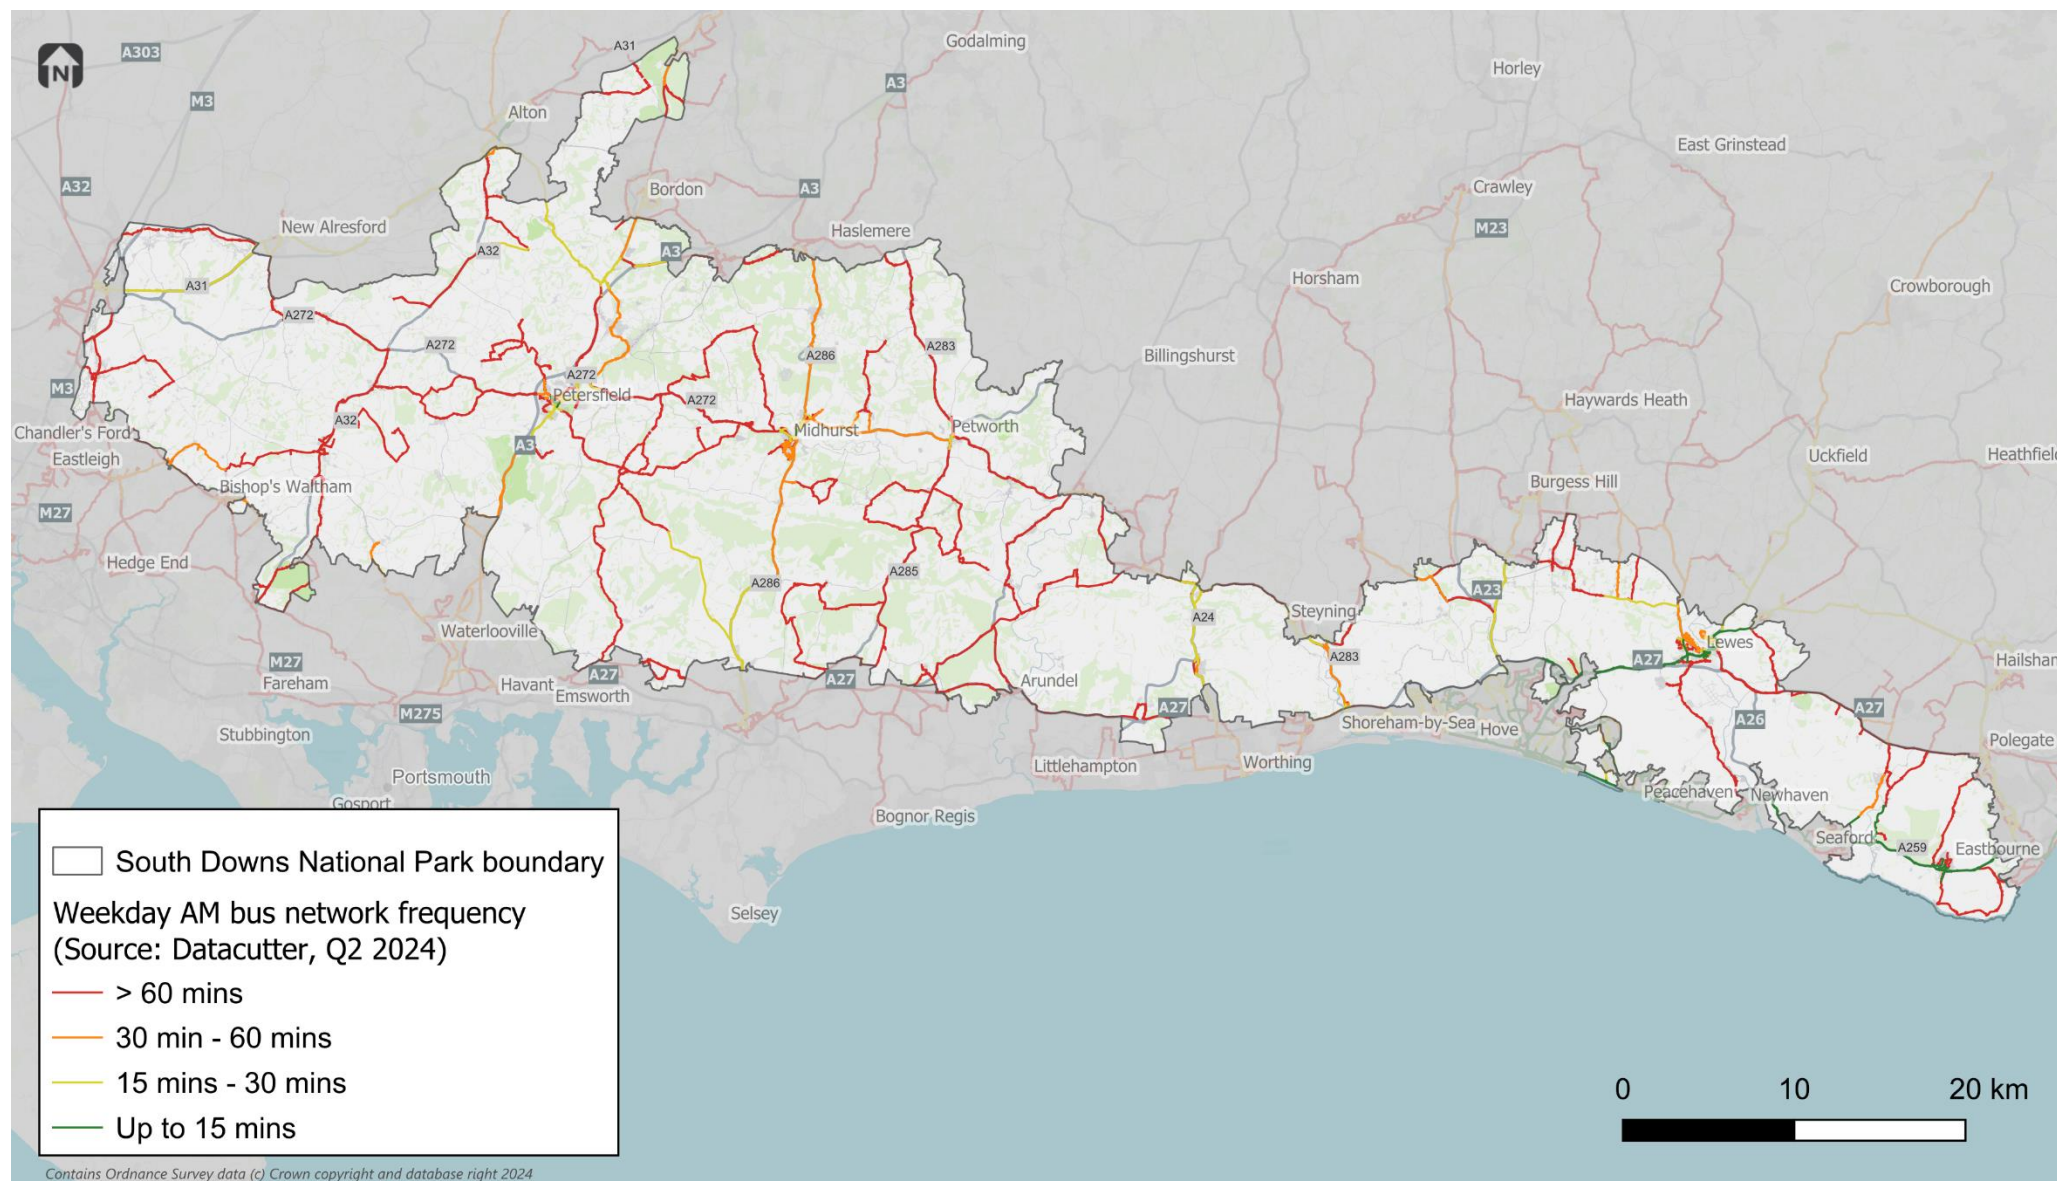 N
A303
A31
Godalming
Horley
M3
A3
Alton
East Grinstead
A32
Bordon
A3
Crawley
New Alresford
Haslemere
M23
A32
A3
Horsham
A31
Crowborough
A272
A272
A286
A283
Billingshurst
A272
M3
Petersfield
A272
Haywards Heath
A32
Midhurst
Petworth
Chandler's Ford
A3
Eastleigh
Uckfield
Heathfield
Bishop's Waltham
Burgess Hill
M27
Hedge End
A286
A285
A23
Steyning
A24
Waterlooville
A283
Lewes
M27
A27
Hailsham
Fareham
Havant
A27
A27
Arundel
Emsworth
M275
A27
A26
A27
Stubbington
Shoreham-by-Sea
Hove
Polegate
Portsmouth
Littlehampton
Worthing
Gosport
Peacehaven
Newhaven
Bognor Regis
Seaford
A259
Eastbourne
Selsey
South Downs National Park boundary
Weekday AM bus network frequency
(Source: Datacutter, Q2 2024)
> 60 mins
30 min - 60 mins
15 mins - 30 mins
Up to 15 mins
0 10 20 km
Contains Ordnance Survey data (c) Crown copyright and database right 2024